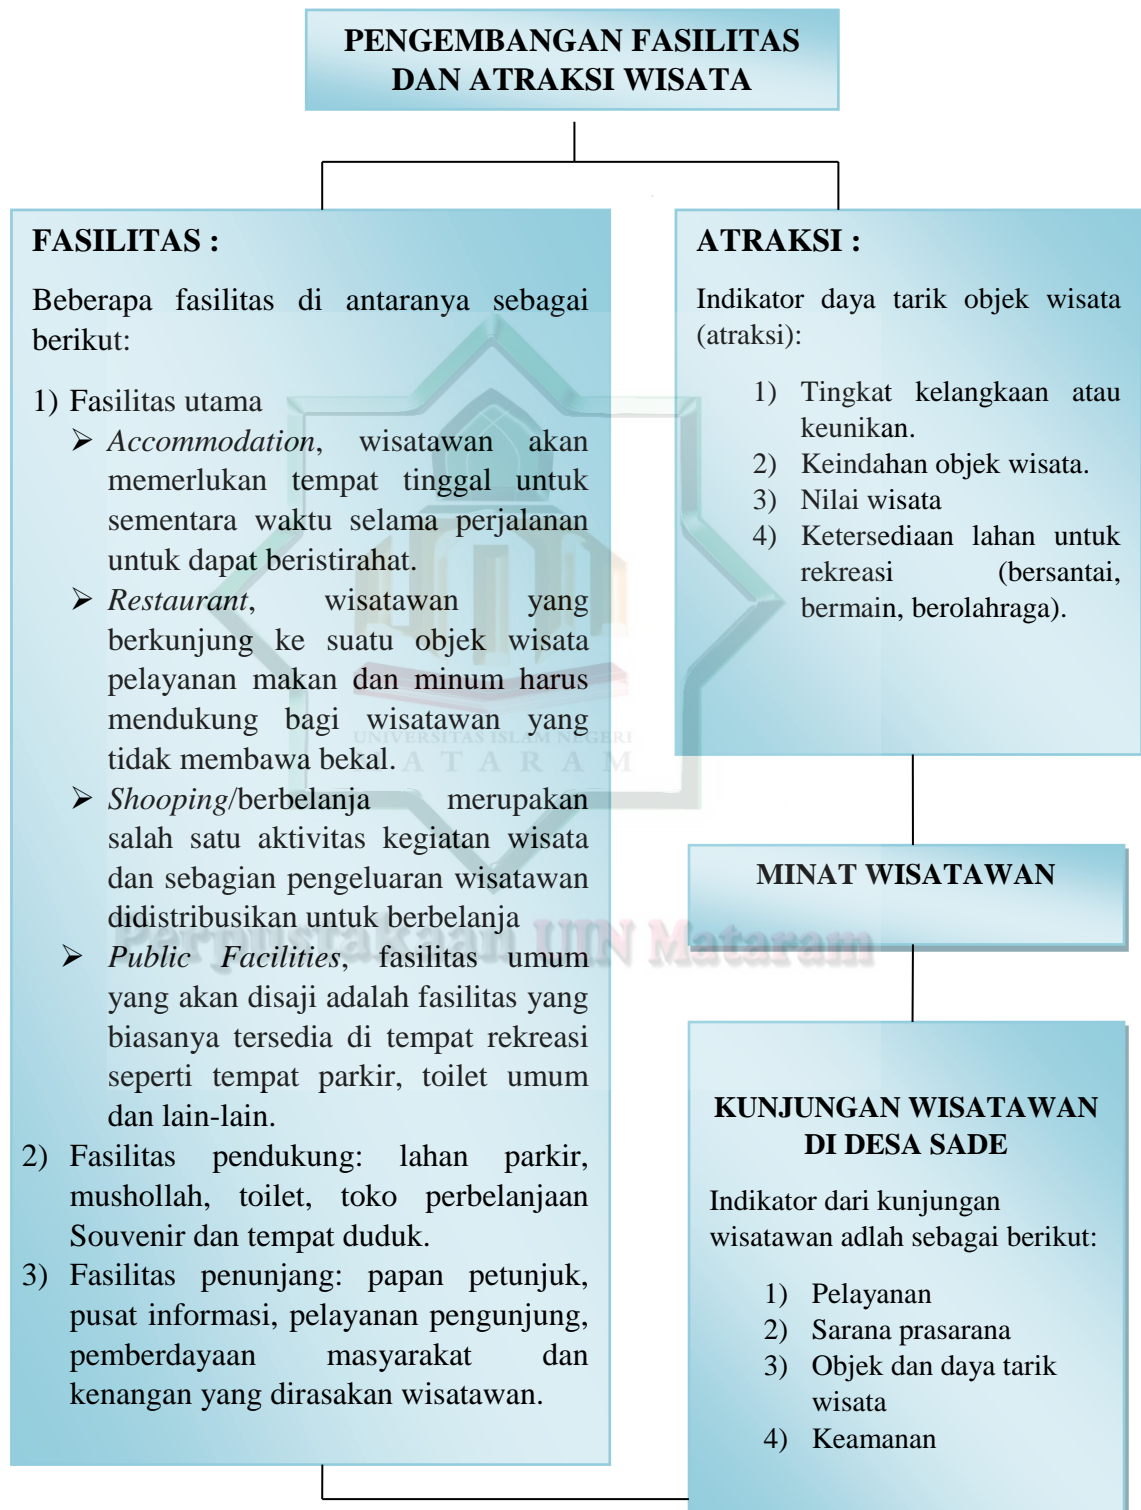 PENGEMBANGAN FASILITAS
DAN ATRAKSI WISATA
FASILITAS :
Beberapa fasilitas di antaranya sebagai
berikut:
1) Fasilitas utama
➢ Accommodation, wisatawan akan
memerlukan tempat tinggal untuk
sementara waktu selama perjalanan
untuk dapat beristirahat.
➢ Restaurant, wisatawan yang
berkunjung ke suatu objek wisata
pelayanan makan dan minum harus
mendukung bagi wisatawan yang
tidak membawa bekal.
➢ Shooping/berbelanja merupakan
salah satu aktivitas kegiatan wisata
dan sebagian pengeluaran wisatawan
didistribusikan untuk berbelanja
➢ Public Facilities, fasilitas umum
yang akan disaji adalah fasilitas yang
biasanya tersedia di tempat rekreasi
seperti tempat parkir, toilet umum
dan lain-lain.
2) Fasilitas pendukung: lahan parkir,
mushollah, toilet, toko perbelanjaan
Souvenir dan tempat duduk.
3) Fasilitas penunjang: papan petunjuk,
pusat informasi, pelayanan pengunjung,
pemberdayaan masyarakat dan
kenangan yang dirasakan wisatawan.
ATRAKSI :
Indikator daya tarik objek wisata
(atraksi):
1) Tingkat kelangkaan atau
keunikan.
2) Keindahan objek wisata.
3) Nilai wisata
4) Ketersediaan lahan untuk
rekreasi (bersantai,
bermain, berolahraga).
MINAT WISATAWAN
KUNJUNGAN WISATAWAN
DI DESA SADE
Indikator dari kunjungan
wisatawan adlah sebagai berikut:
1) Pelayanan
2) Sarana prasarana
3) Objek dan daya tarik
wisata
4) Keamanan
UNIVERSITAS ISLAM NEGERI
MATARAM
Perpustakaan UIN Mataram